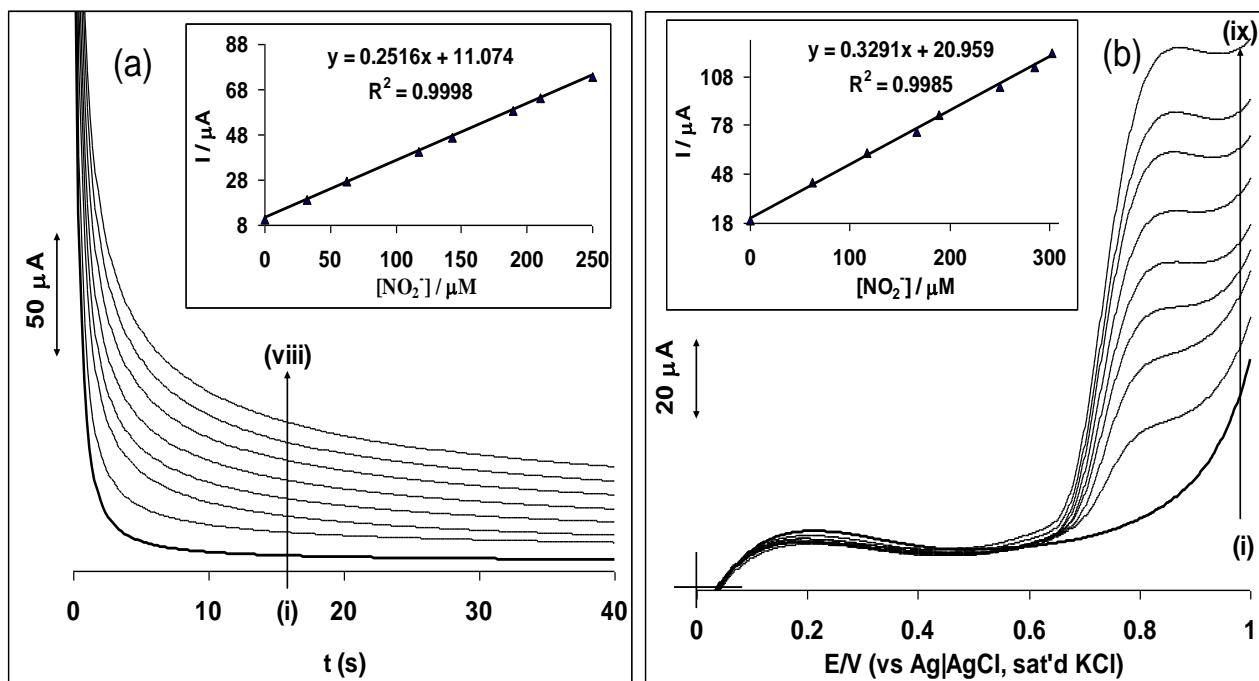 (a)
y = 0.2516x + 11.074
R² = 0.9998
I / μA
88
68
48
28
8
0 50 100 150 200 250
[NO₂⁻] / μM
50 μA
(viii)
(i)
0 10 20 30 40
t (s)
(b)
(ix)
y = 0.3291x + 20.959
R² = 0.9985
I / μA
108
78
48
18
0 100 200 300
[NO₂⁻] / μM
20 μA
(i)
0 0.2 0.4 0.6 0.8 1
E/V (vs Ag|AgCl, sat'd KCl)